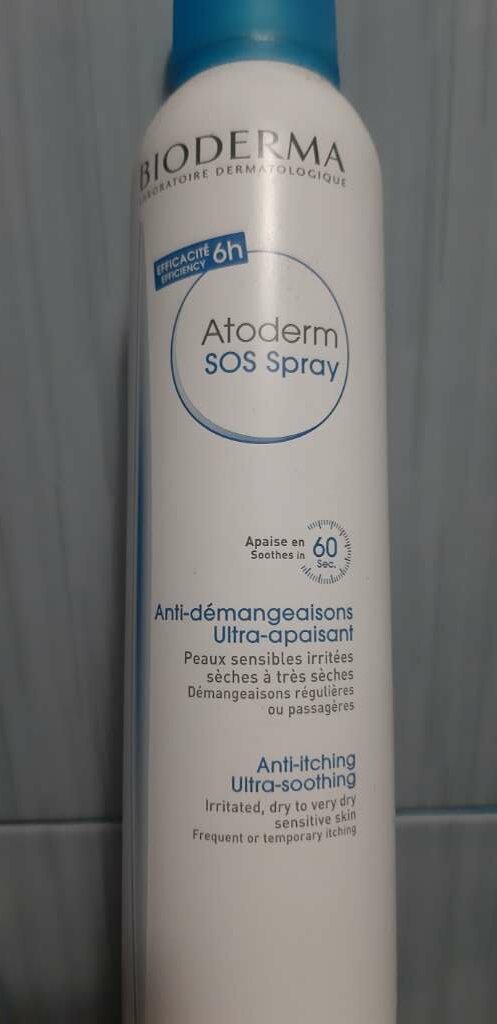 BIODERMA
LABORATOIRE DERMATOLOGIQUE
EFFICACITÉ 6h
EFFICIENCY
Atoderm
SOS Spray
Apaise en
Soothes in
60
Sec.
Anti-démangeaisons
Ultra-apaisant
Peaux sensibles irritées
sèches à très sèches
Démangeaisons régulières
ou passagères
Anti-itching
Ultra-soothing
Irritated, dry to very dry
sensitive skin
Frequent or temporary itching